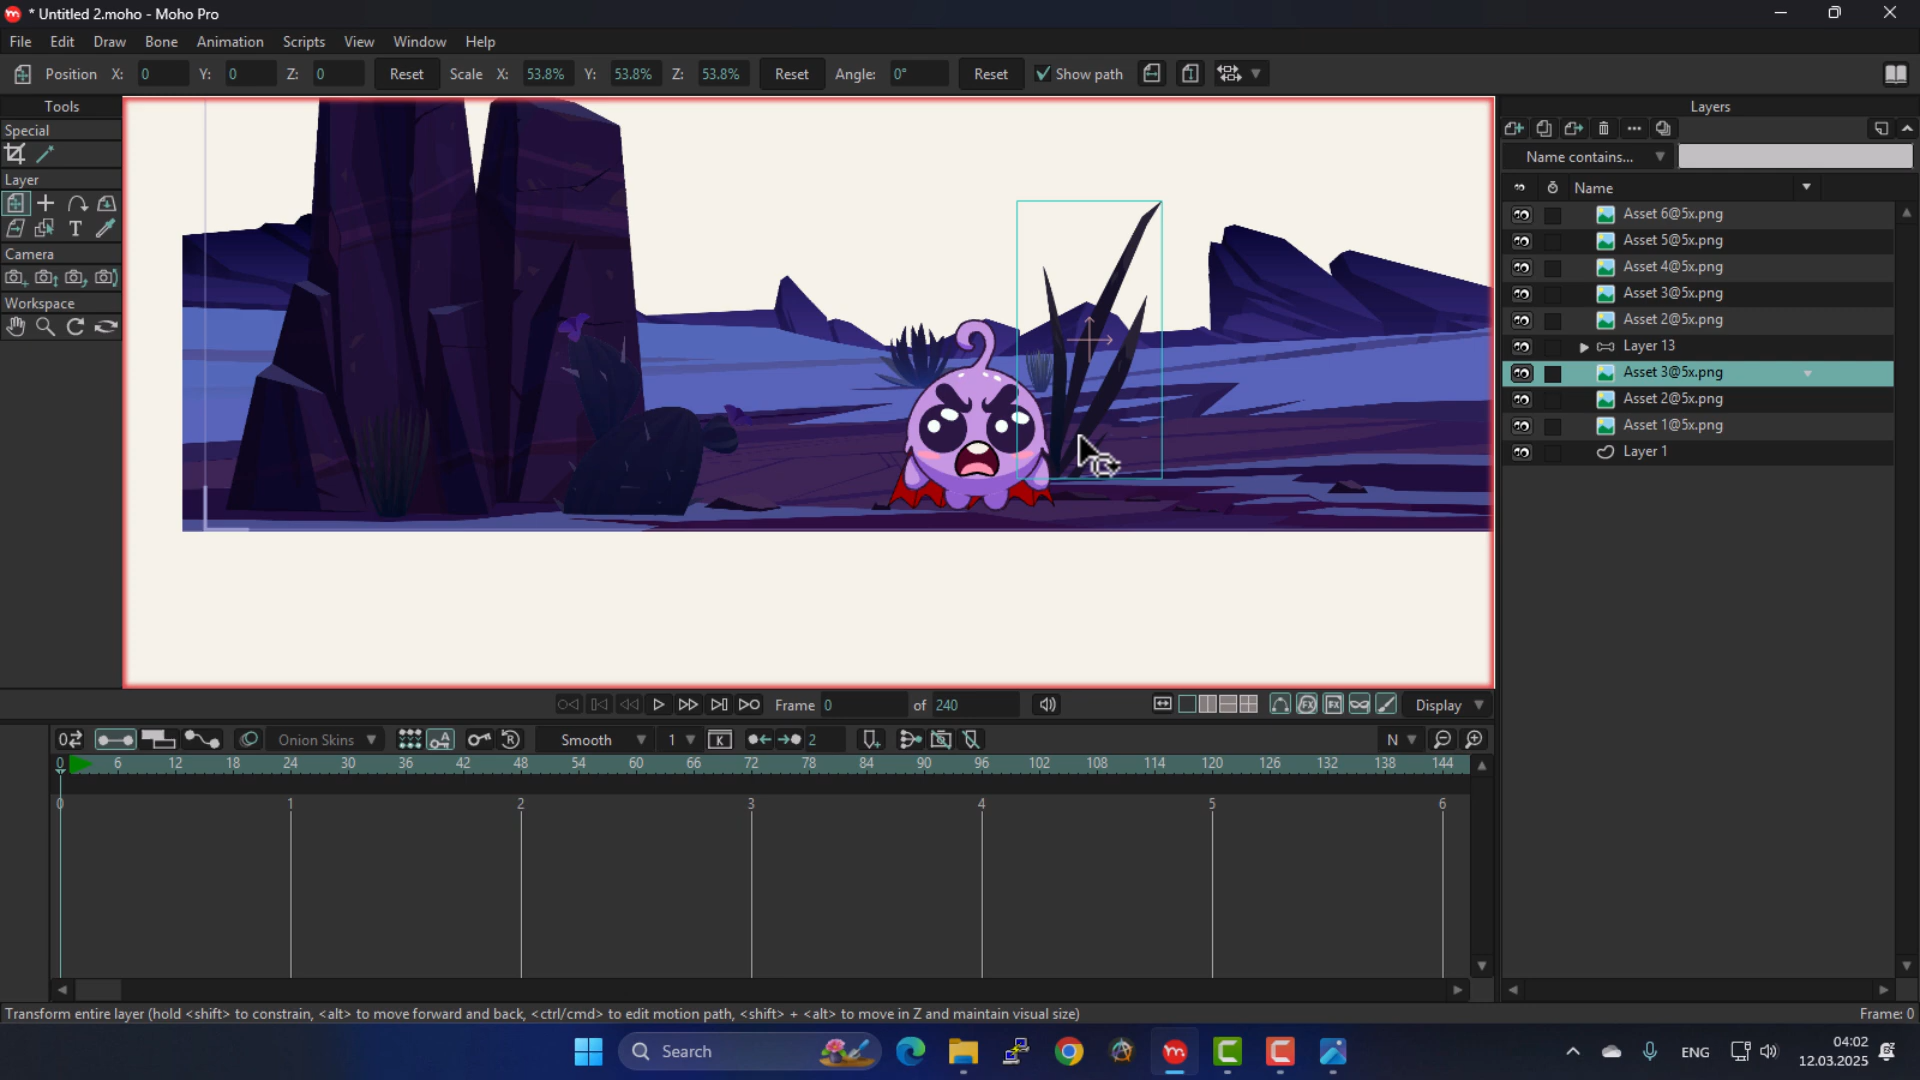 * Untitled 2.moho - Moho Pro
File Edit Draw Bone Animation Scripts View Window Help
Position X: 0 Y: 0 Z: 0 Reset Scale X: 53.8% Y: 53.8% Z: 53.8% Reset Angle: 0° Reset Show path
Tools
Special
Layer
Camera
Workspace
Layers
Name contains...
Name
Asset 6@5x.png
Asset 5@5x.png
Asset 4@5x.png
Asset 3@5x.png
Asset 2@5x.png
Layer 13
Asset 3@5x.png
Asset 2@5x.png
Asset 1@5x.png
Layer 1
Frame 0 of 240 Display
Onion Skins Smooth 1 2 N
0 6 12 18 24 30 36 42 48 54 60 66 72 78 84 90 96 102 108 114 120 126 132 138 144
0 1 2 3 4 5 6
Transform entire layer (hold <shift> to constrain, <alt> to move forward and back, <ctrl/cmd> to edit motion path, <shift> + <alt> to move in Z and maintain visual size)
Frame: 0
Search
ENG
04:02
12.03.2025